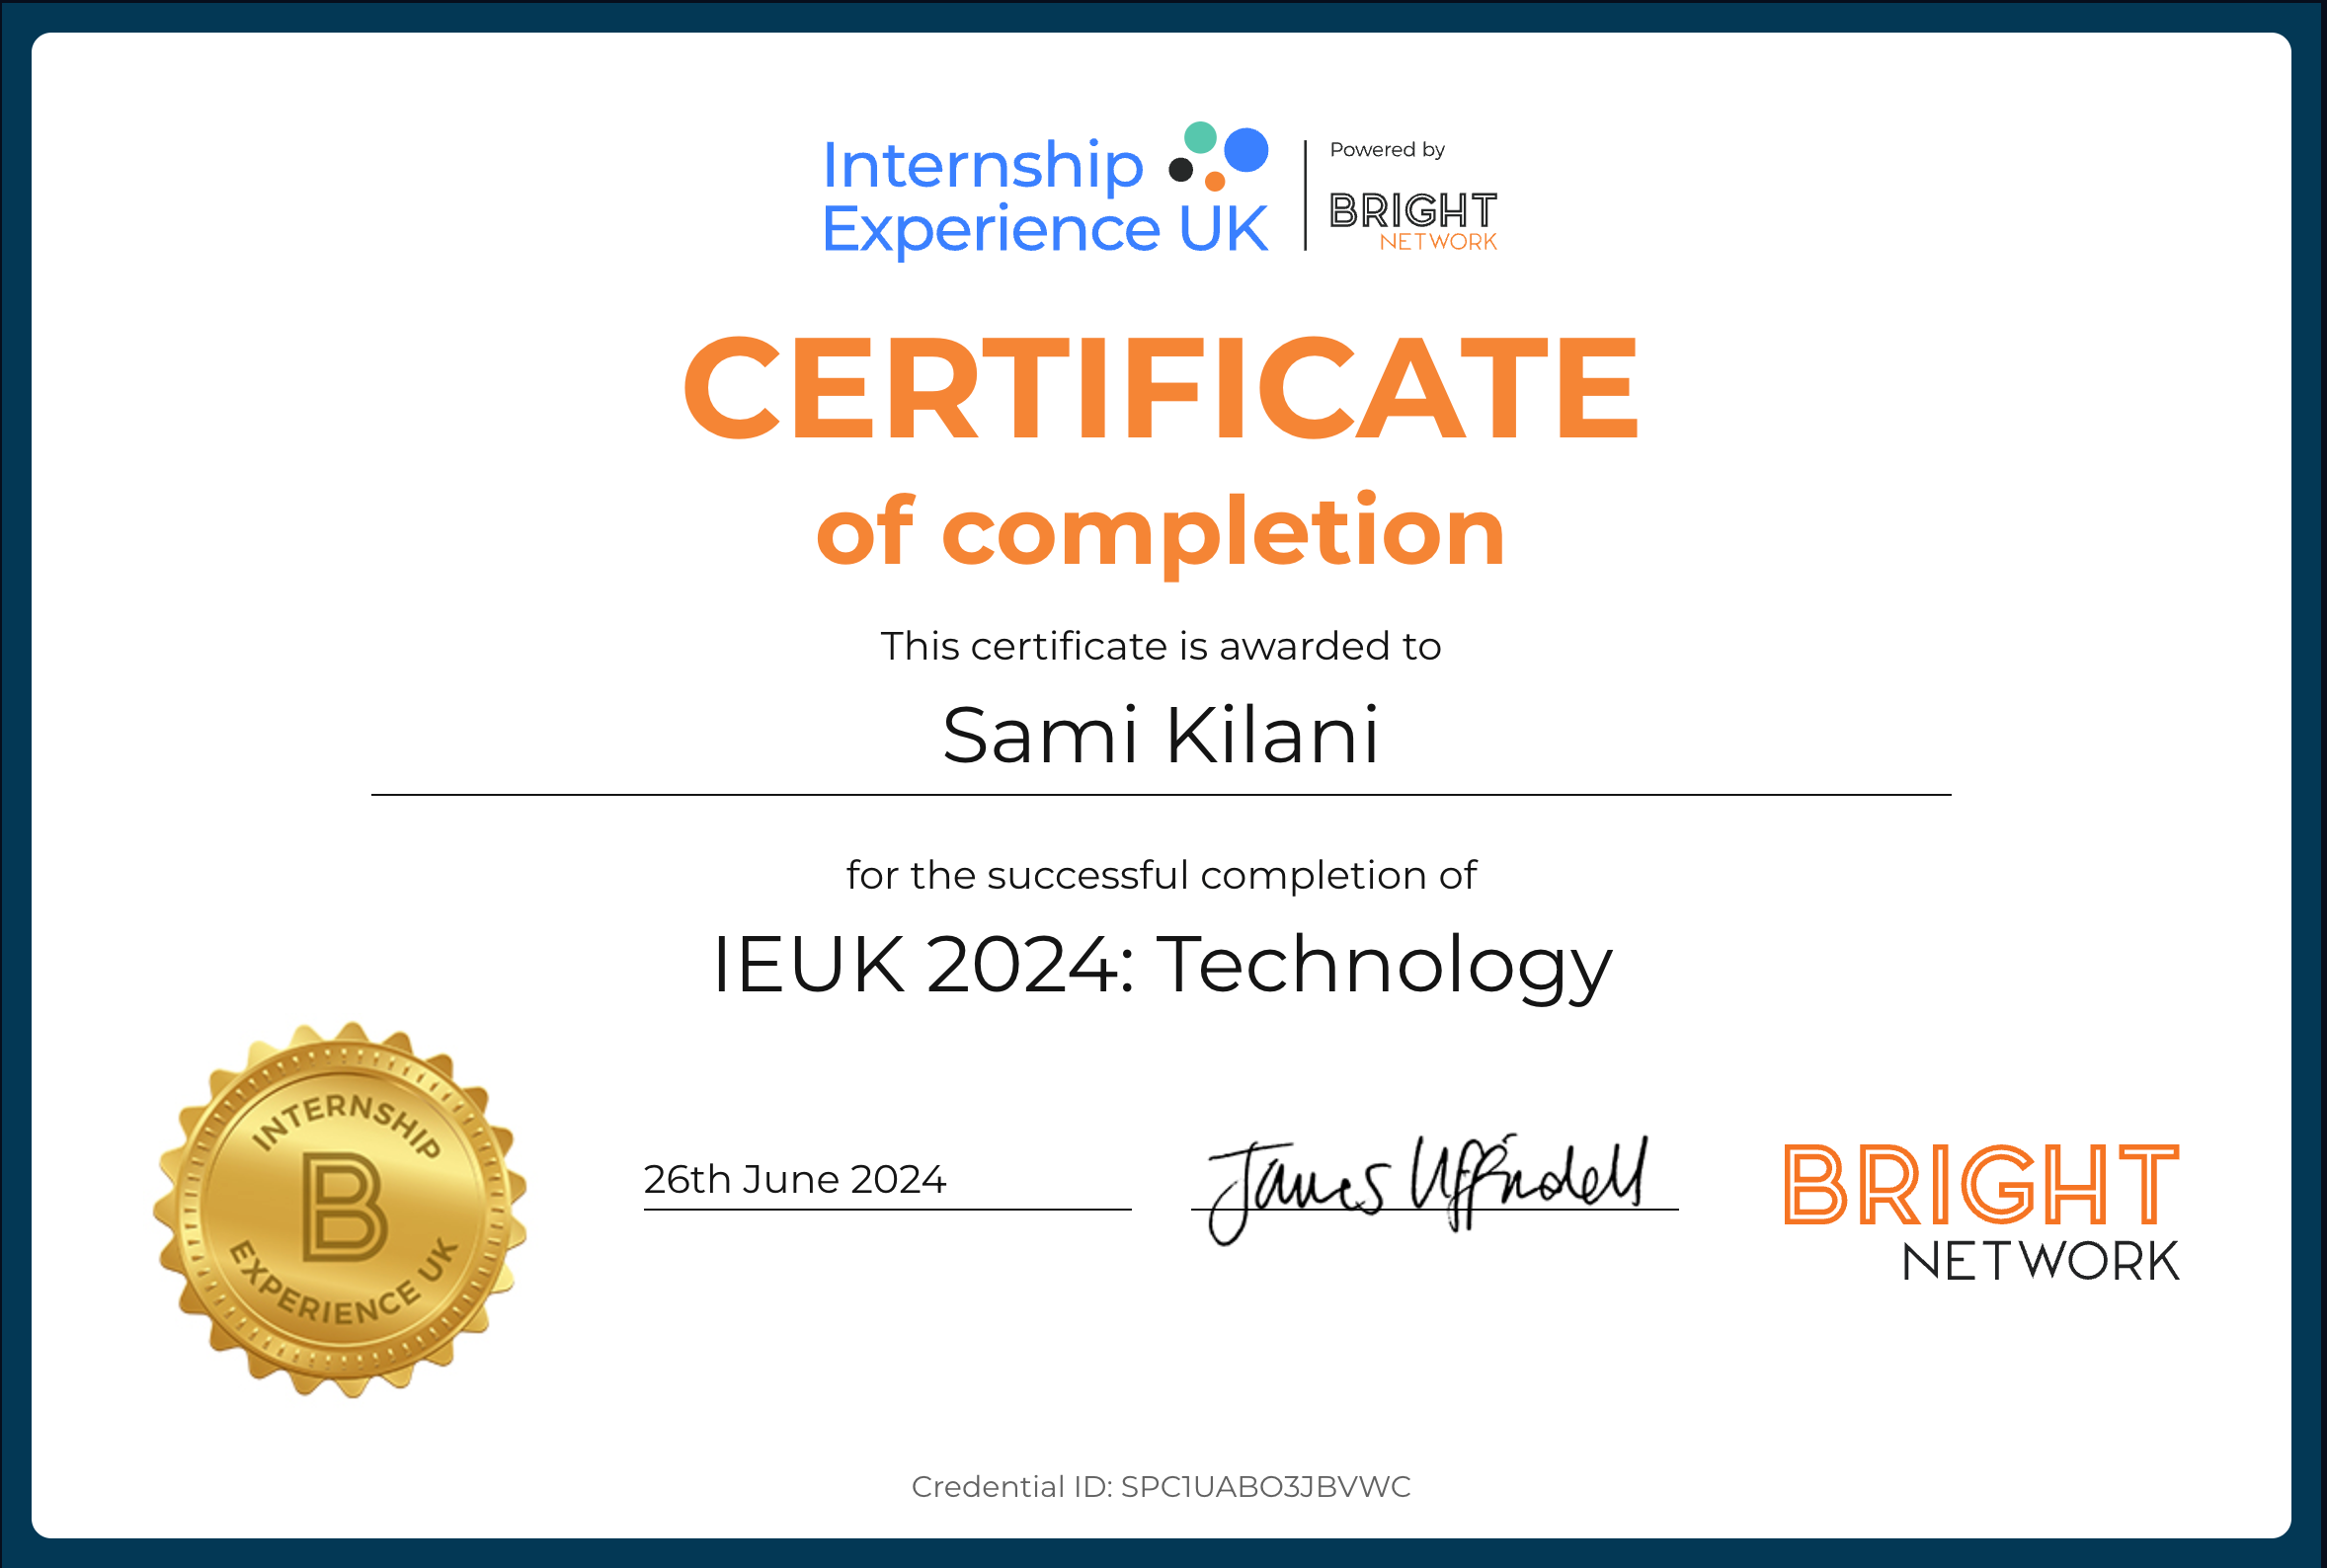 Internship
Experience UK
Powered by
BRIGHT
NETWORK
CERTIFICATE
of completion
This certificate is awarded to
Sami Kilani
for the successful completion of
IEUK 2024: Technology
INTERNSHIP
B
EXPERIENCE UK
26th June 2024
James Uffindell
BRIGHT
NETWORK
Credential ID: SPC1UABO3JBVWC